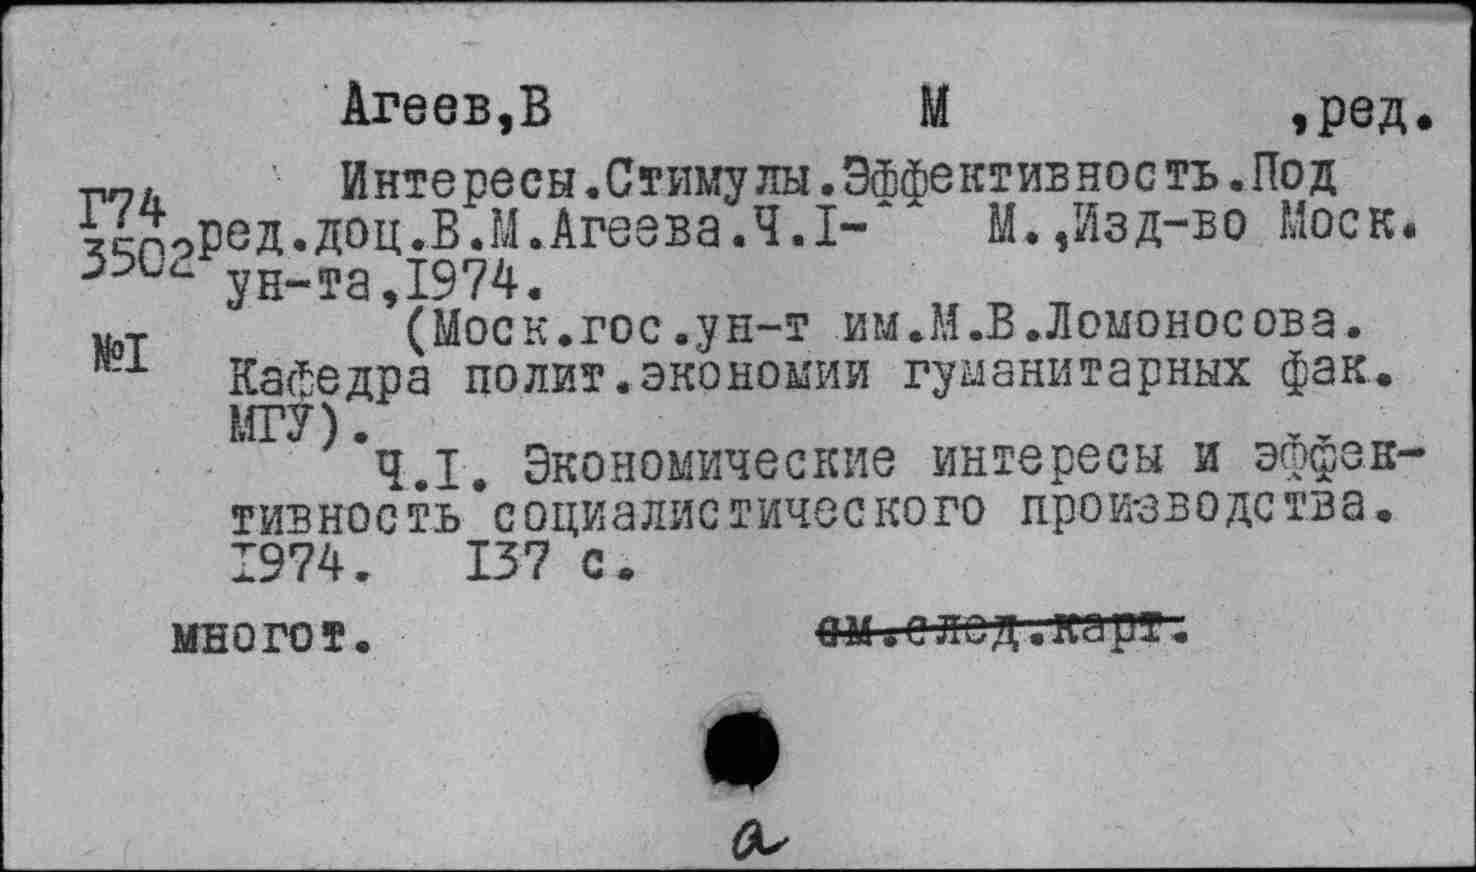 Агеев,В М ,ред.
Интересы.Стимулы.Эффективность.Под
Г74
3502 ред.доц.В.М.Агеева.Ч.I- М.,Изд-во Моск.
ун-та,1974.
(Моск.гос.ун-т им.М.В.Ломоносова.
№I
Кафедра полит.экономии гуманитарных фак.
МГУ).
Ч.I. Экономические интересы и эффек-
тивность социалистического производства.
1974. 137 с.
многот. см.след.карт.
а